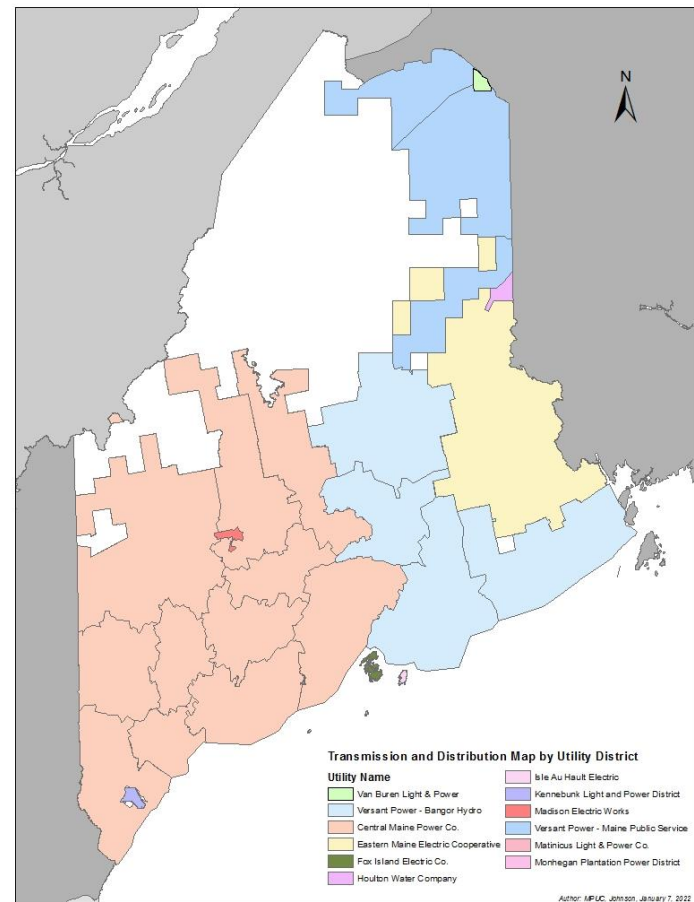 N
Transmission and Distribution Map by Utility District
Utility Name
Van Buren Light & Power
Versant Power - Bangor Hydro
Central Maine Power Co.
Eastern Maine Electric Cooperative
Fox Island Electric Co.
Houlton Water Company
Isle Au Hault Electric
Kennebunk Light and Power District
Madison Electric Works
Versant Power - Maine Public Service
Matinicus Light & Power Co.
Monhegan Plantation Power District
Author: MPUC, Johnson, January 7, 2022